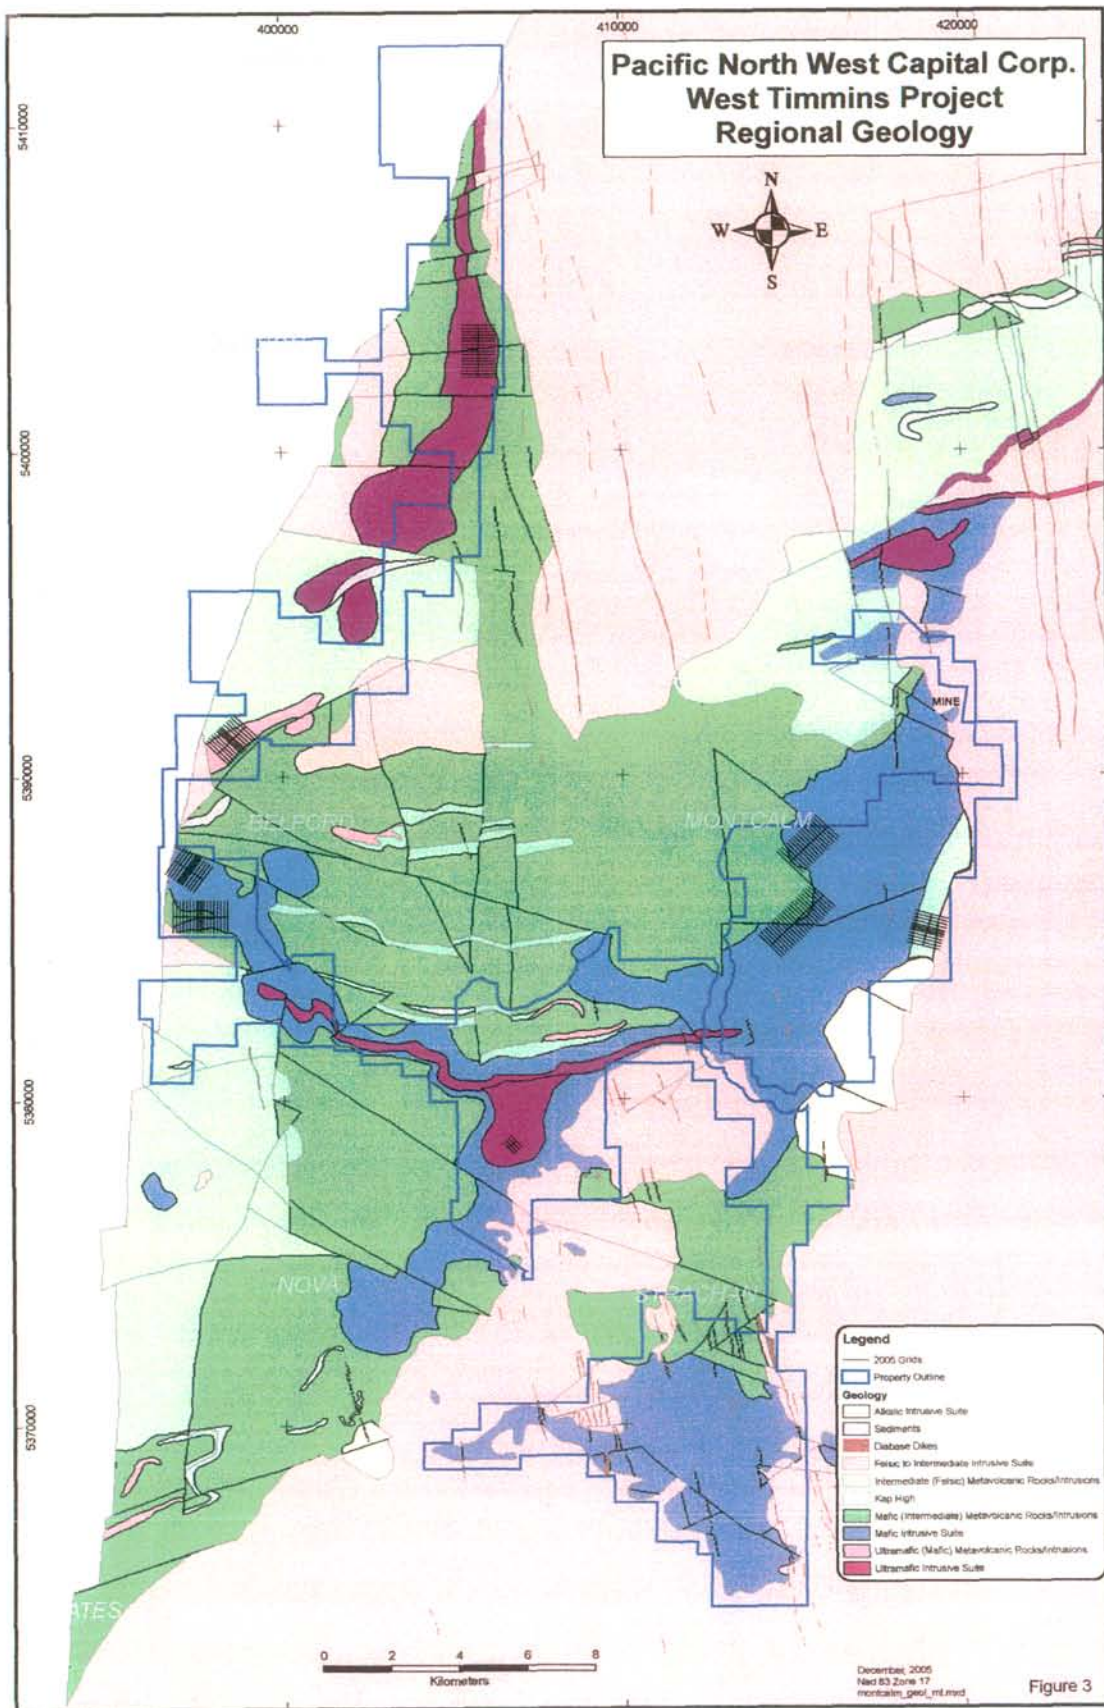 400000
410000
420000
Pacific North West Capital Corp.
West Timmins Project
Regional Geology
N
W E
S
5410000
5400000
5390000
5380000
5370000
MINE
BELFORD
MONTCALM
NOVA
STRACHAN
ATES
Legend
2005 Grids
Property Outline
Geology
Alkalic Intrusive Suite
Sediments
Diabase Dikes
Felsic to Intermediate Intrusive Suite
Intermediate (Felsic) Metavolcanic Rocks/Intrusions
Kap High
Mafic (Intermediate) Metavolcanic Rocks/Intrusions
Mafic Intrusive Suite
Ultramafic (Mafic) Metavolcanic Rocks/Intrusions
Ultramafic Intrusive Suite
0 2 4 6 8
Kilometers
December, 2005
Nad 83 Zone 17
montcalm_geol_ml.mxd
Figure 3